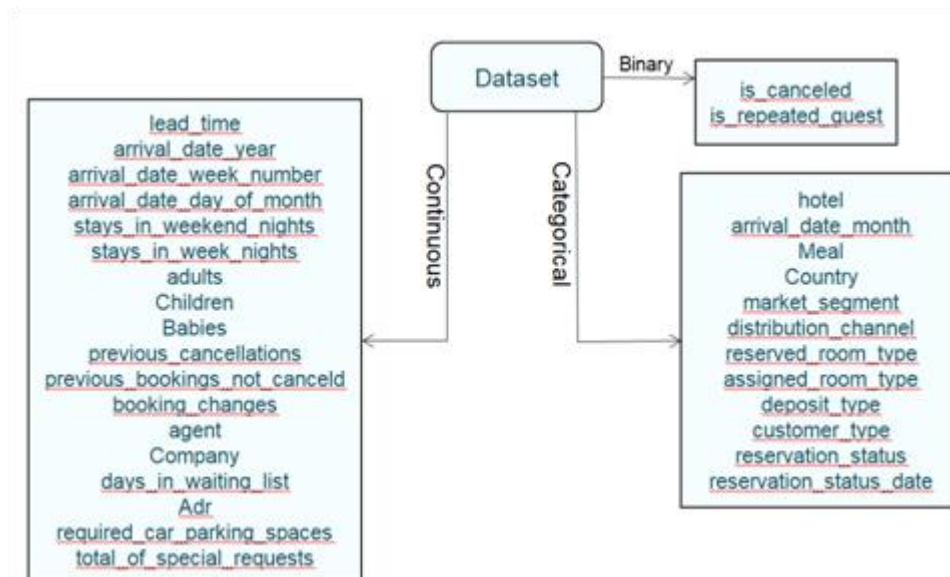 Dataset
Binary
is_canceled
is_repeated_guest
Continuous
Categorical
lead_time
arrival_date_year
arrival_date_week_number
arrival_date_day_of_month
stays_in_weekend_nights
stays_in_week_nights
adults
Children
Babies
previous_cancellations
previous_bookings_not_canceld
booking_changes
agent
Company
days_in_waiting_list
Adr
required_car_parking_spaces
total_of_special_requests
hotel
arrival_date_month
Meal
Country
market_segment
distribution_channel
reserved_room_type
assigned_room_type
deposit_type
customer_type
reservation_status
reservation_status_date